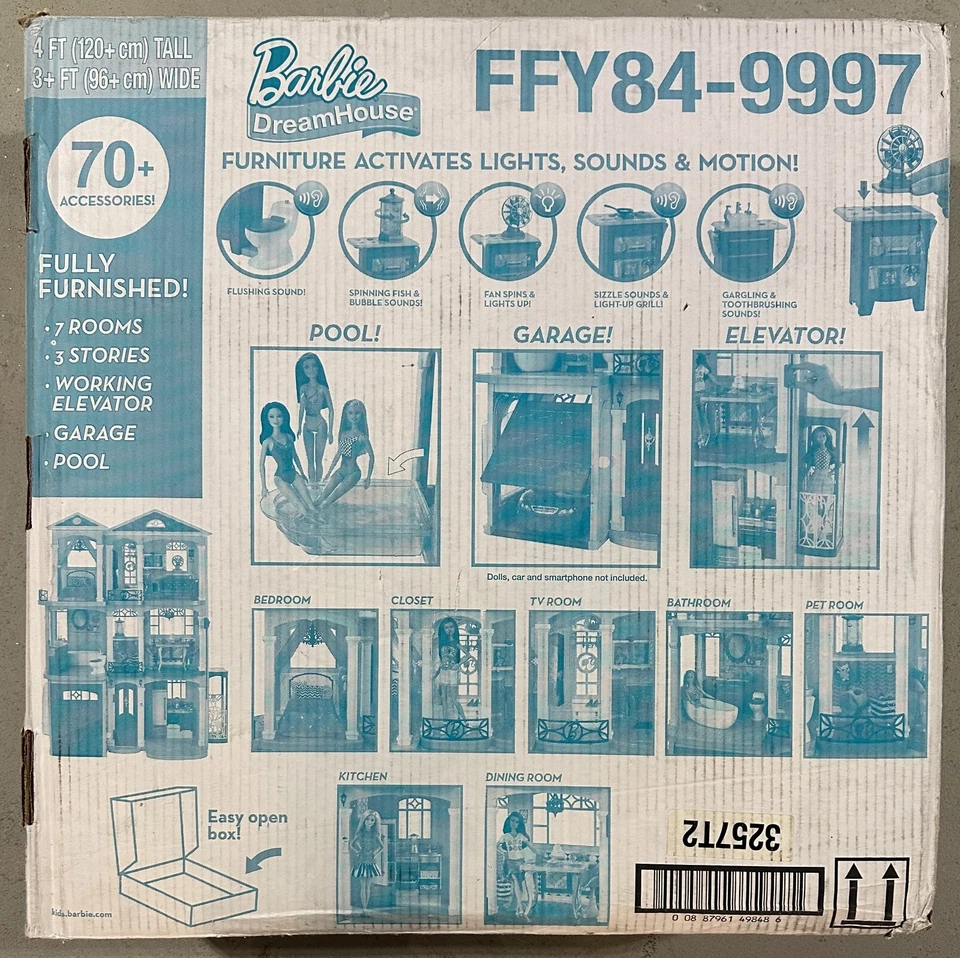 4 FT (120+ cm) TALL
3+ FT (96+ cm) WIDE
Barbie
DreamHouse
FFY84-9997
70+
ACCESSORIES!
FURNITURE ACTIVATES LIGHTS, SOUNDS & MOTION!
FLUSHING SOUND!
SPINNING FISH &
BUBBLE SOUNDS!
FAN SPINS &
LIGHTS UP!
SIZZLE SOUNDS &
LIGHT-UP GRILL!
GARGLING &
TOOTHBRUSHING
SOUNDS!
FULLY
FURNISHED!
• 7 ROOMS
• 3 STORIES
• WORKING
ELEVATOR
• GARAGE
• POOL
POOL!
GARAGE!
ELEVATOR!
Dolls, car and smartphone not included.
BEDROOM
CLOSET
TV ROOM
BATHROOM
PET ROOM
KITCHEN
DINING ROOM
Easy open
box!
kids.barbie.com
3257T2
0 08 87961 49848 6